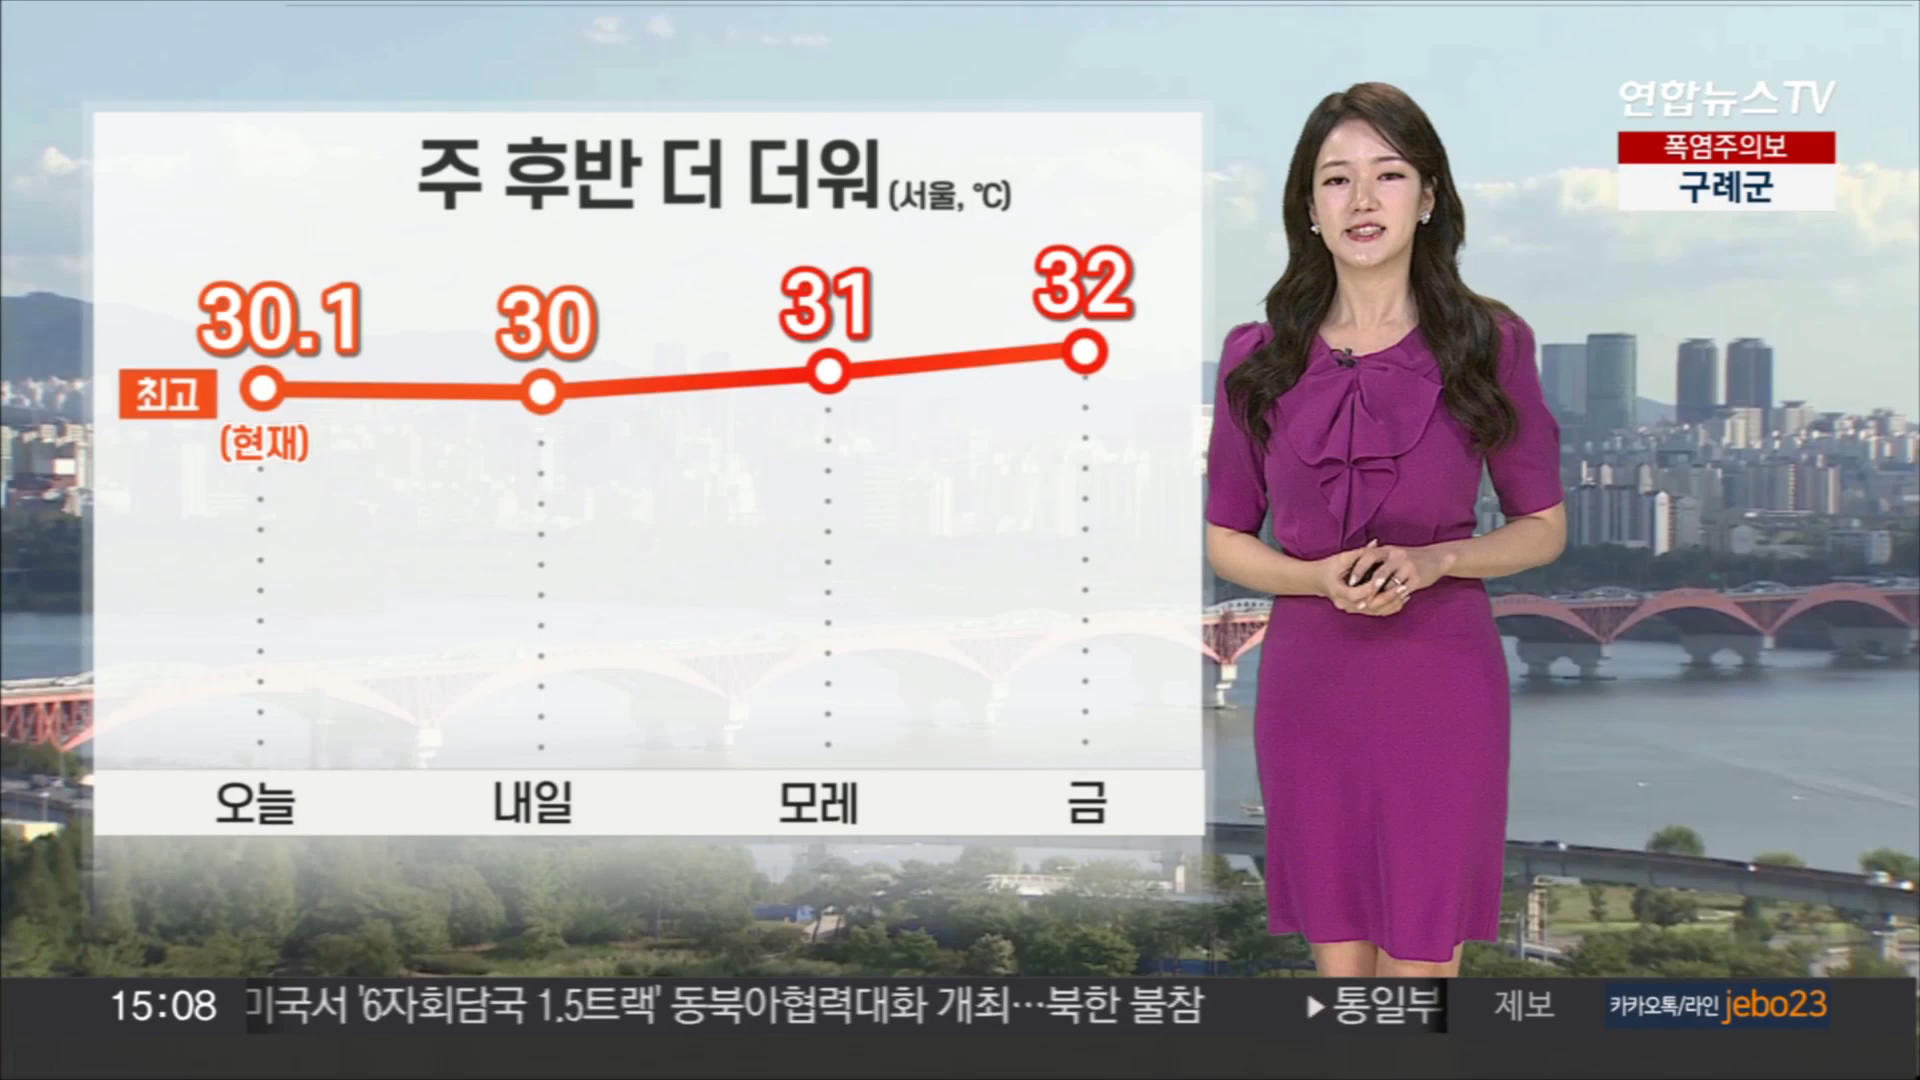 연합뉴스TV
폭염주의보
구례군
주 후반 더 더워 (서울, ℃)
30.1 30 31 32
최고
(현재)
오늘 내일 모레 금
15:08 미국서 '6자회담국 1.5트랙' 동북아협력대화 개최…북한 불참 ▶통일부 제보 카카오톡/라인 jebo23